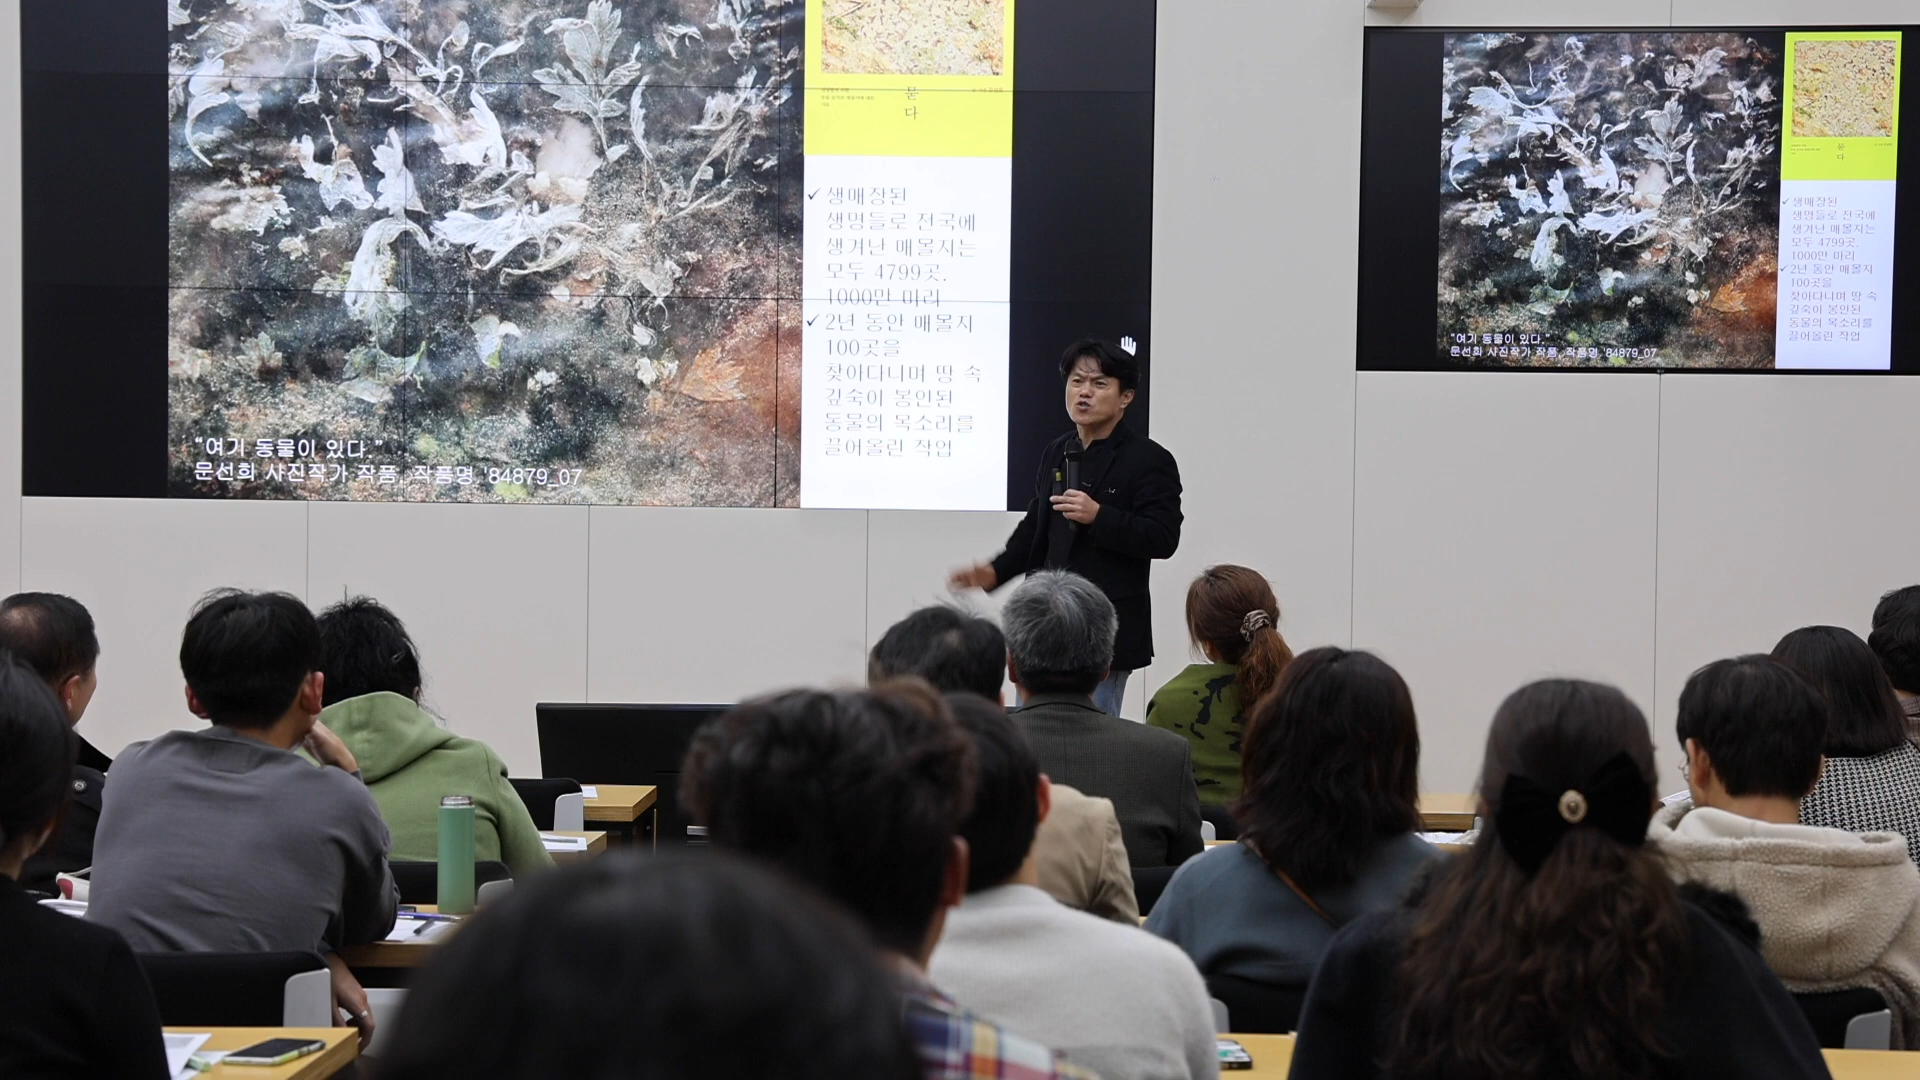 묻
다
✓ 생매장된
생명들로 전국에
생겨난 매몰지는
모두 4799곳.
1000만 마리
✓ 2년 동안 매몰지
100곳을
찾아다니며 땅 속
깊숙이 봉인된
동물의 목소리를
끌어올린 작업
“여기 동물이 있다.”
문선희 사진작가 작품, 작품명 '84879_07
묻
다
✓ 생매장된
생명들로 전국에
생겨난 매몰지는
모두 4799곳.
1000만 마리
✓ 2년 동안 매몰지
100곳을
찾아다니며 땅 속
깊숙이 봉인된
동물의 목소리를
끌어올린 작업
“여기 동물이 있다.”
문선희 사진작가 작품, 작품명 '84879_07